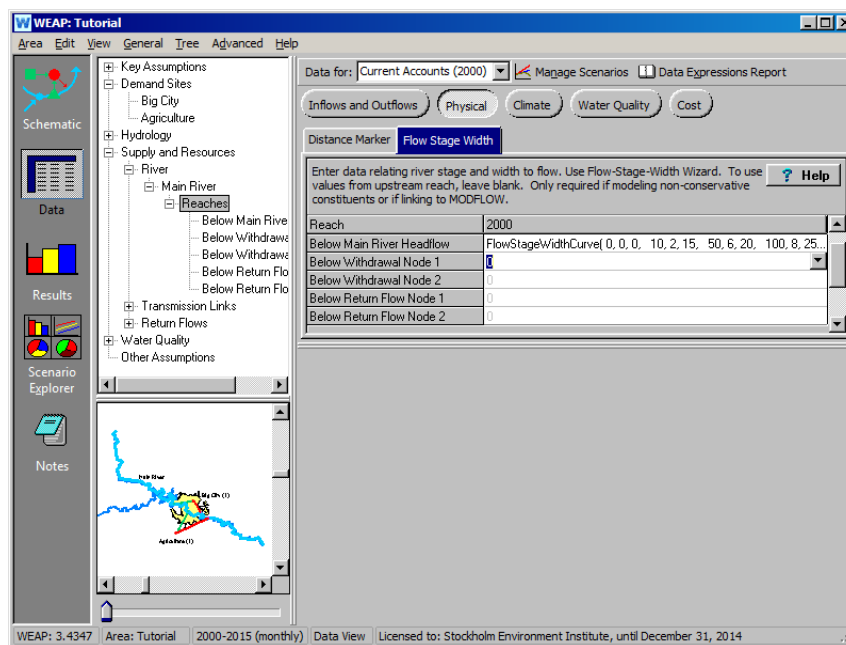 WEAP: Tutorial
Area Edit View General Tree Advanced Help
Schematic
Data
Results
Scenario
Explorer
Notes
Key Assumptions
Demand Sites
Big City
Agriculture
Hydrology
Supply and Resources
River
Main River
Reaches
Below Main Rive
Below Withdrawa
Below Withdrawa
Below Return Flo
Below Return Flo
Transmission Links
Return Flows
Water Quality
Other Assumptions
Data for: Current Accounts (2000) Manage Scenarios Data Expressions Report
Inflows and Outflows Physical Climate Water Quality Cost
Distance Marker Flow Stage Width
Enter data relating river stage and width to flow. Use Flow-Stage-Width Wizard. To use
values from upstream reach, leave blank. Only required if modeling non-conservative
constituents or if linking to MODFLOW.
? Help
Reach 2000
Below Main River Headflow FlowStageWidthCurve( 0, 0, 0, 10, 2, 15, 50, 6, 20, 100, 8, 25...
Below Withdrawal Node 1 0
Below Withdrawal Node 2 0
Below Return Flow Node 1 0
Below Return Flow Node 2 0
Main River
Big City (1)
Agriculture (1)
WEAP: 3.4347 Area: Tutorial 2000-2015 (monthly) Data View Licensed to: Stockholm Environment Institute, until December 31, 2014